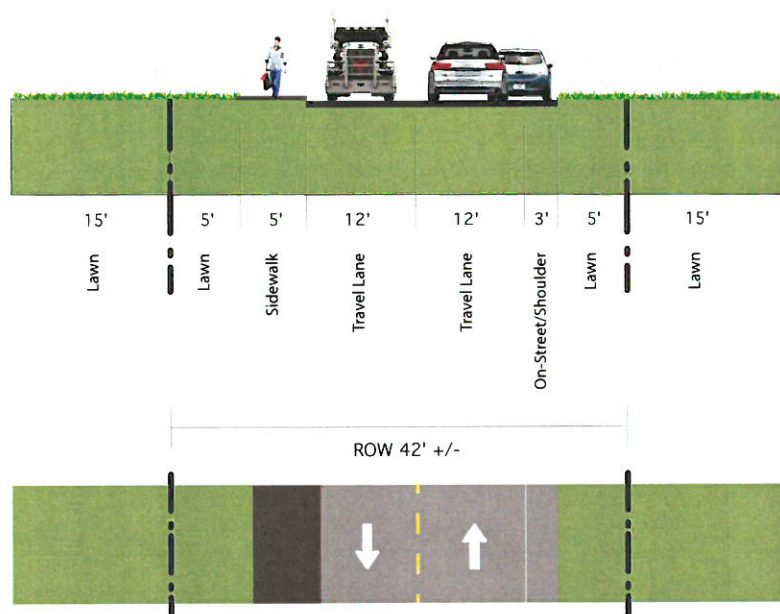 15' 5' 5' 12' 12' 3' 5' 15'
Lawn
Lawn
Sidewalk
Travel Lane
Travel Lane
On-Street/Shoulder
Lawn
Lawn
ROW 42' +/-